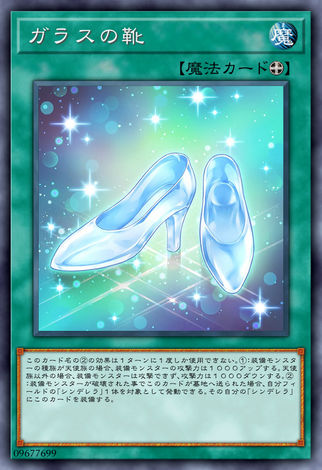 ガラスの靴
魔
【魔法カード】
このカード名の②の効果は1ターンに1度しか使用できない。①:装備モンスター
の種族が天使族の場合、装備モンスターの攻撃力は1000アップする。天使
族以外の場合、装備モンスターは攻撃できず、攻撃力は1000ダウンする。②
:装備モンスターが破壊された事でこのカードが墓地へ送られた場合、自分フィ
ールドの「シンデレラ」1体を対象として発動できる。その自分の「シンデレラ」
にこのカードを装備する。
09677699